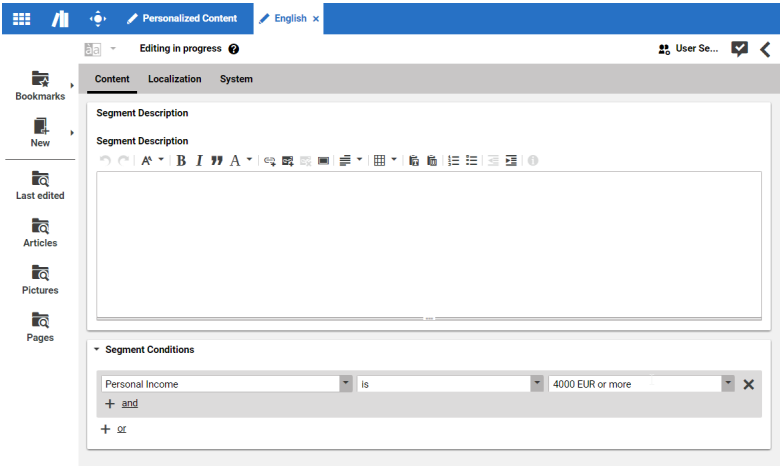 Personalized Content
English
Editing in progress
User Se...
Content Localization System
Bookmarks
New
Last edited
Articles
Pictures
Pages
Segment Description
Segment Description
Segment Conditions
Personal Income is 4000 EUR or more
and
or